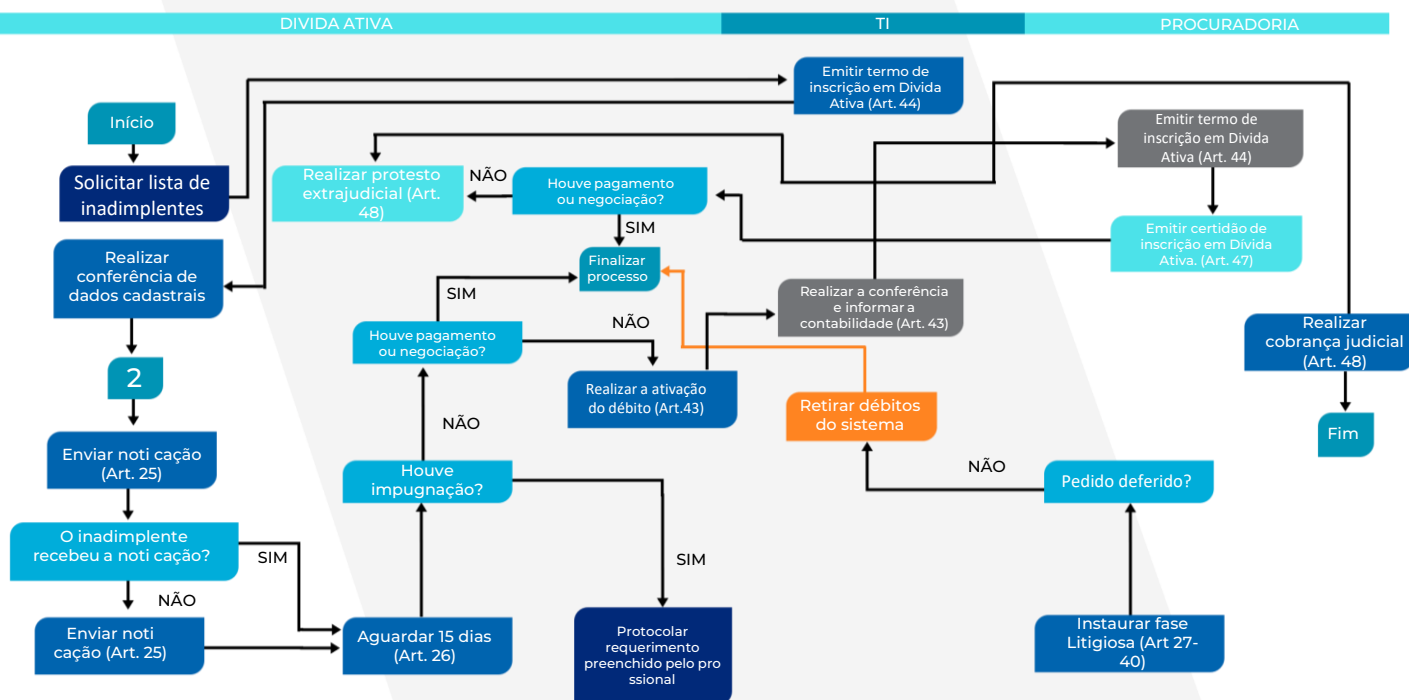 DIVIDA ATIVA
TI
PROCURADORIA
Emitir termo de
inscrição em Divida
Ativa (Art. 44)
Início
Emitir termo de
inscrição em Divida
Ativa (Art. 44)
Solicitar lista de
inadimplentes
Realizar protesto
extrajudicial (Art.
48)
NÃO
Houve pagamento
ou negociação?
SIM
Emitir certidão de
inscrição em Dívida
Ativa. (Art. 47)
Realizar
conferência de
dados cadastrais
Finalizar
processo
SIM
Realizar a conferência
e informar a
contabilidade (Art. 43)
NÃO
Houve pagamento
ou negociação?
Realizar
cobrança judicial
(Art. 48)
2
Realizar a ativação
do débito (Art.43)
Retirar débitos
do sistema
NÃO
Fim
Enviar noti cação
(Art. 25)
Houve
impugnação?
NÃO
Pedido deferido?
O inadimplente
recebeu a noti cação?
SIM
SIM
NÃO
Enviar noti
cação (Art. 25)
Aguardar 15 dias
(Art. 26)
Protocolar
requerimento
preenchido pelo pro
ssional
Instaurar fase
Litigiosa (Art 27-
40)